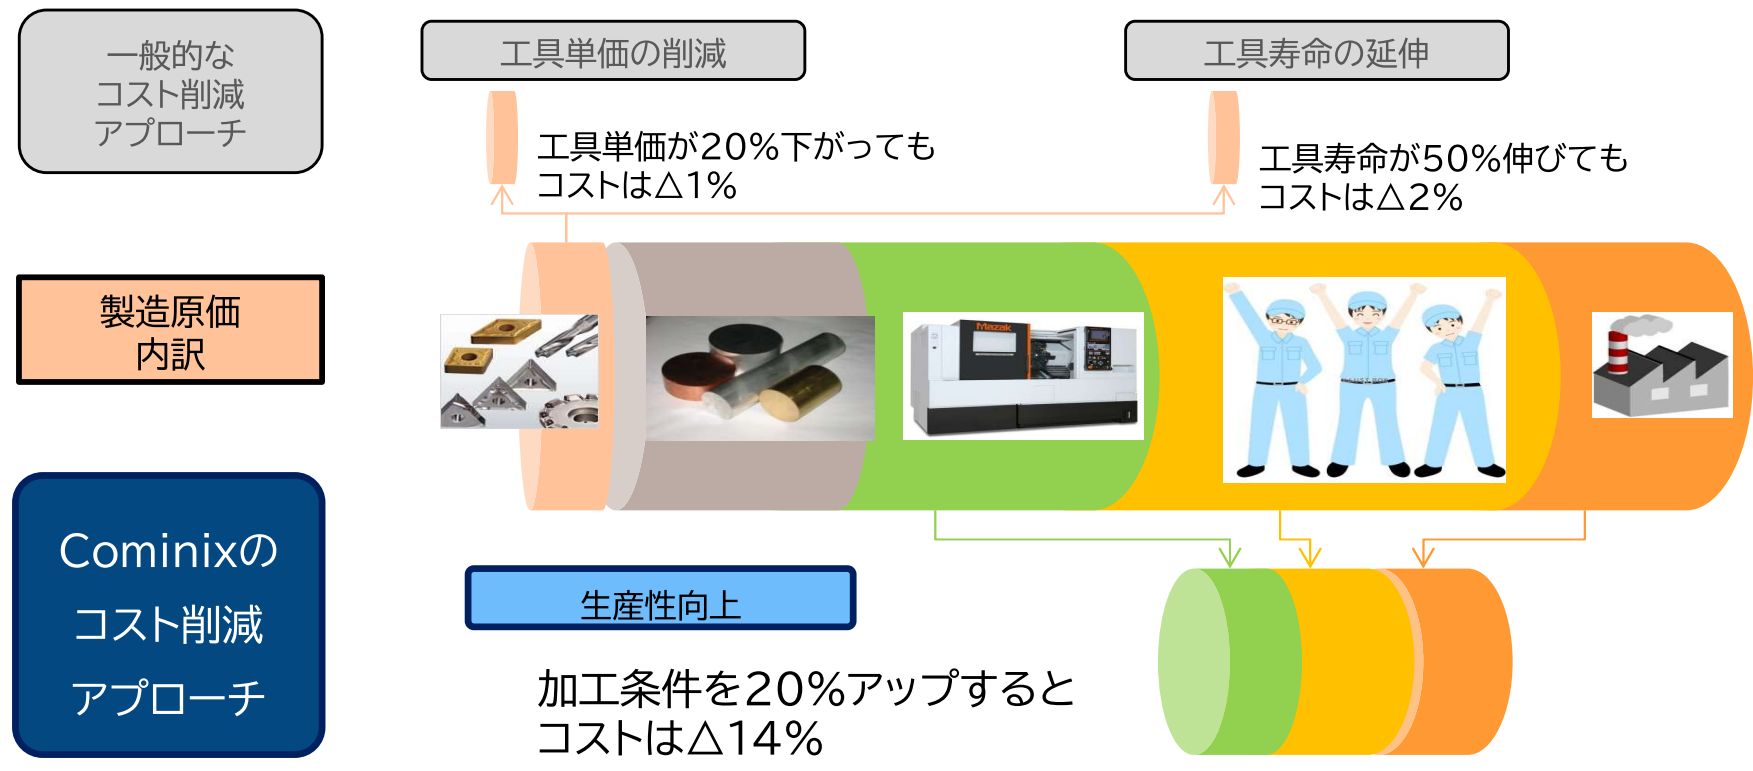 一般的な
コスト削減
アプローチ
工具単価の削減
工具寿命の延伸
工具単価が20%下がっても
コストは△1%
工具寿命が50%伸びても
コストは△2%
製造原価
内訳
Mazak
Cominixの
コスト削減
アプローチ
生産性向上
加工条件を20%アップすると
コストは△14%